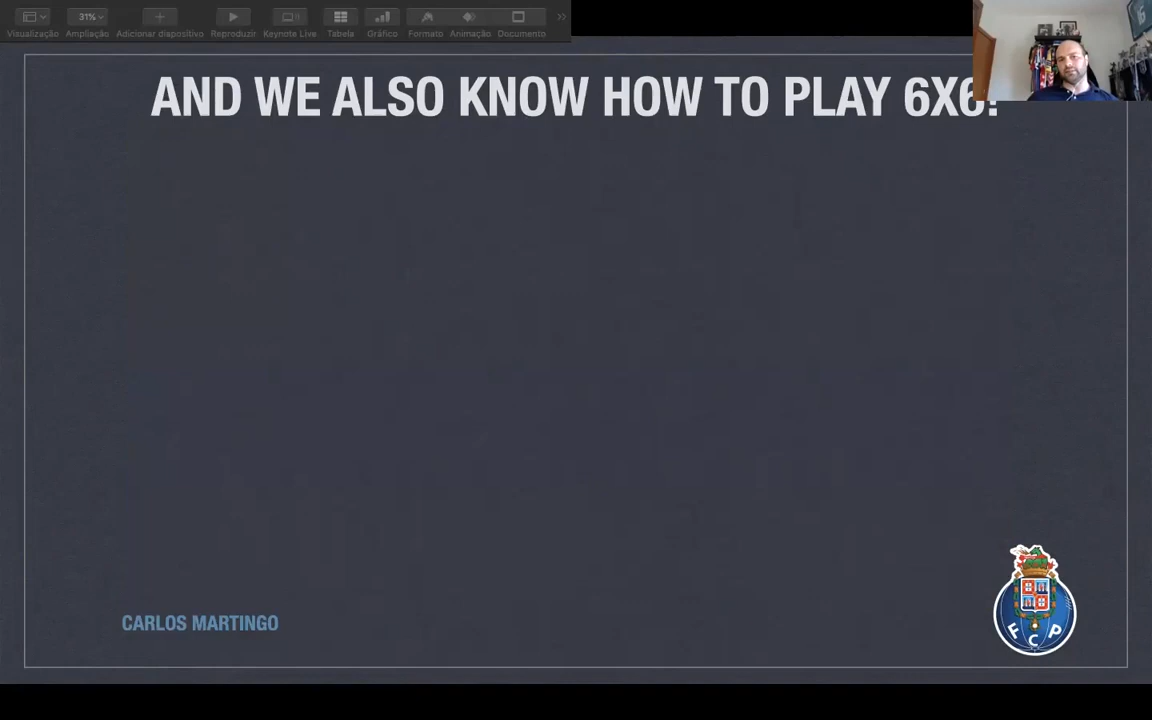 31%
Visualização Ampliação Adicionar diapositivo Reproduzir Keynote Live Tabela Gráfico Formato Animação Documento
AND WE ALSO KNOW HOW TO PLAY 6X6!
CARLOS MARTINGO
F C P